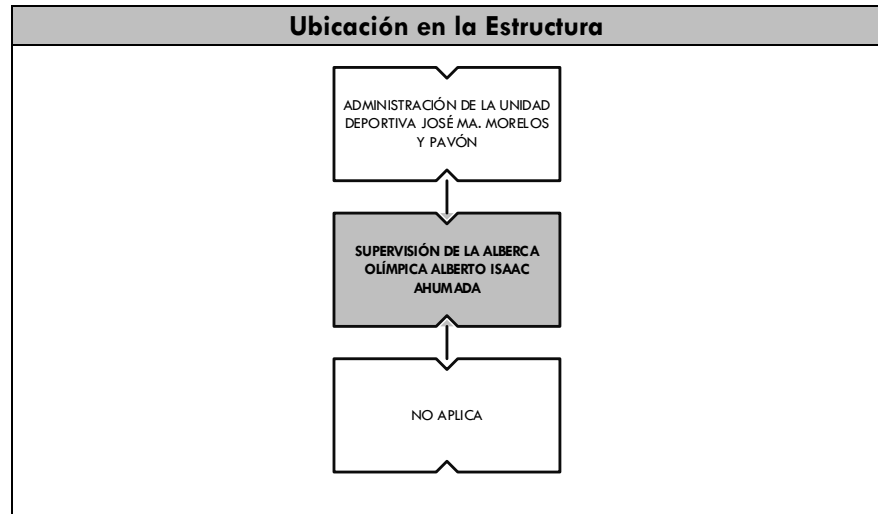 Ubicación en la Estructura
ADMINISTRACIÓN DE LA UNIDAD
DEPORTIVA JOSÉ MA. MORELOS
Y PAVÓN
SUPERVISIÓN DE LA ALBERCA
OLÍMPICA ALBERTO ISAAC
AHUMADA
NO APLICA